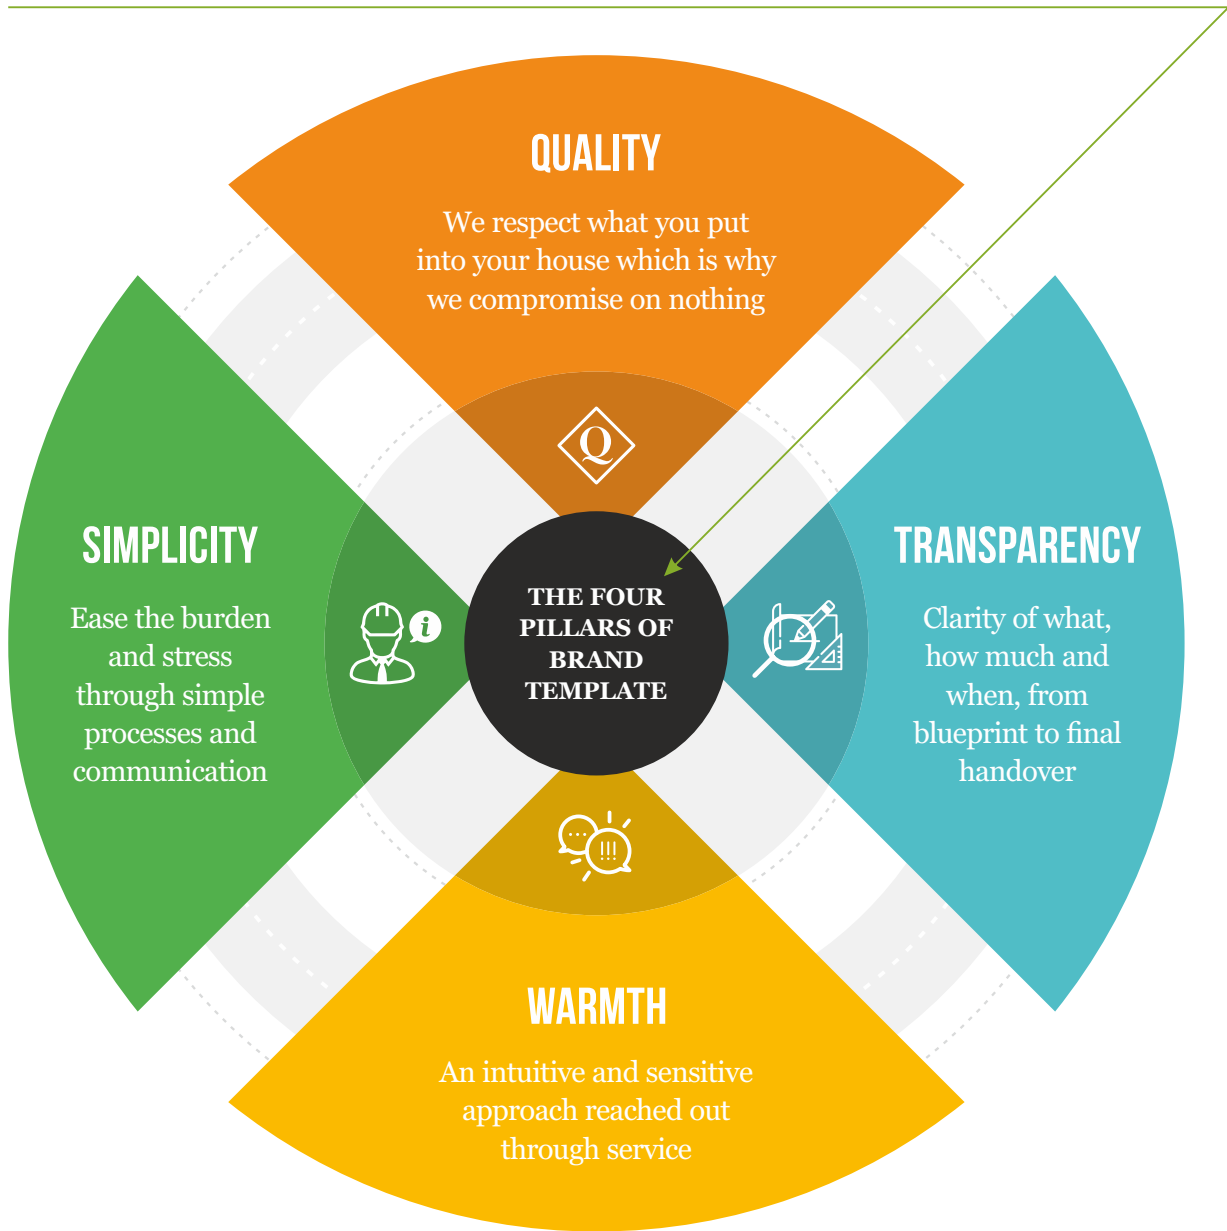 QUALITY
We respect what you put
into your house which is why
we compromise on nothing
Q
SIMPLICITY
Ease the burden
and stress
through simple
processes and
communication
i
THE FOUR
PILLARS OF
BRAND
TEMPLATE
TRANSPARENCY
Clarity of what,
how much and
when, from
blueprint to final
handover
...
!!!
WARMTH
An intuitive and sensitive
approach reached out
through service